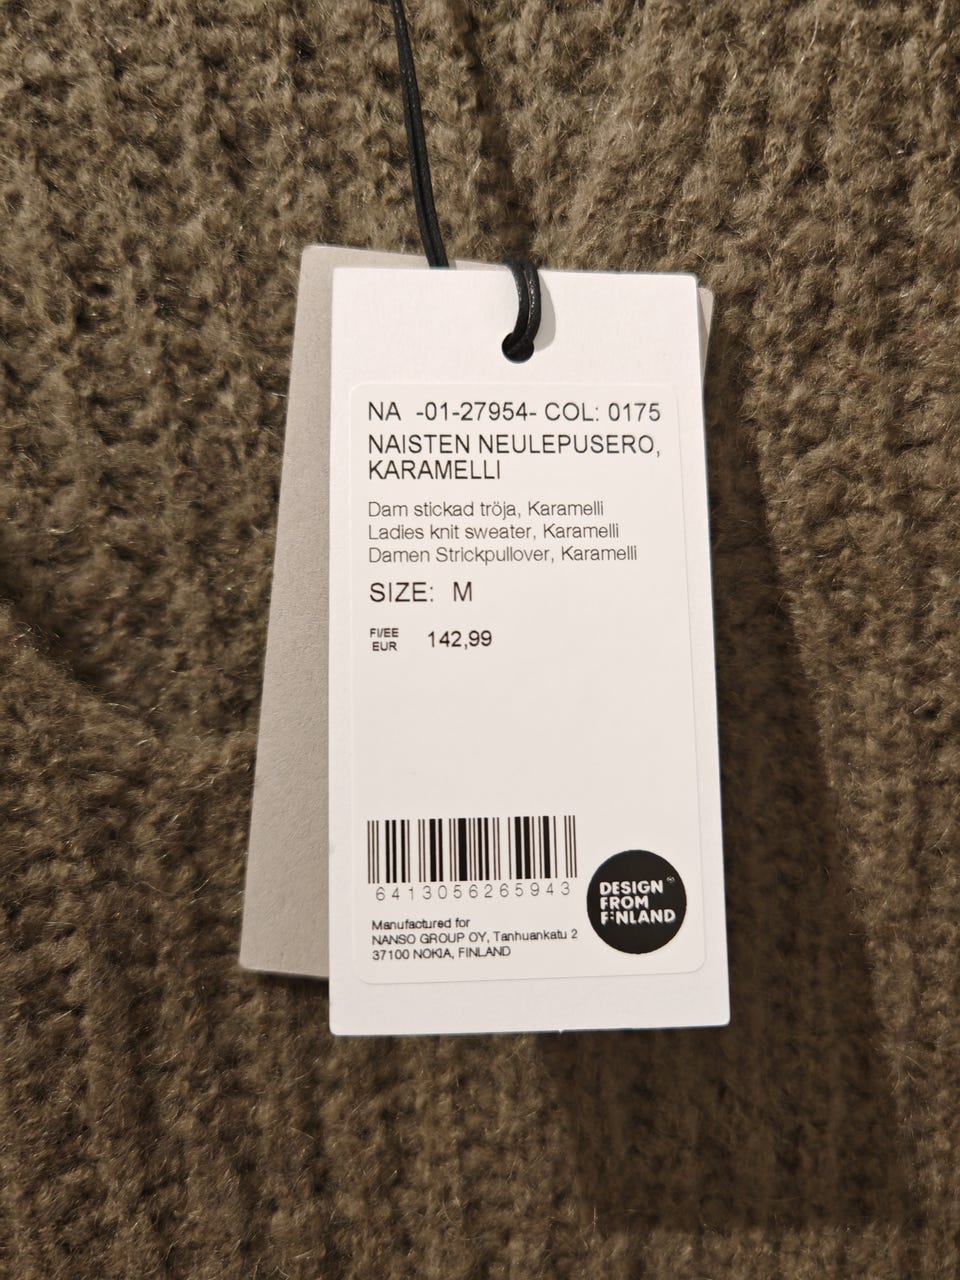 NA -01-27954- COL: 0175
NAISTEN NEULEPUSERO,
KARAMELLI
Dam stickad tröja, Karamelli
Ladies knit sweater, Karamelli
Damen Strickpullover, Karamelli
SIZE: M
FI/EE
EUR 142,99
6413056265943
Manufactured for
NANSO GROUP OY, Tanhuankatu 2
37100 NOKIA, FINLAND
DESIGN
FROM
FINLAND